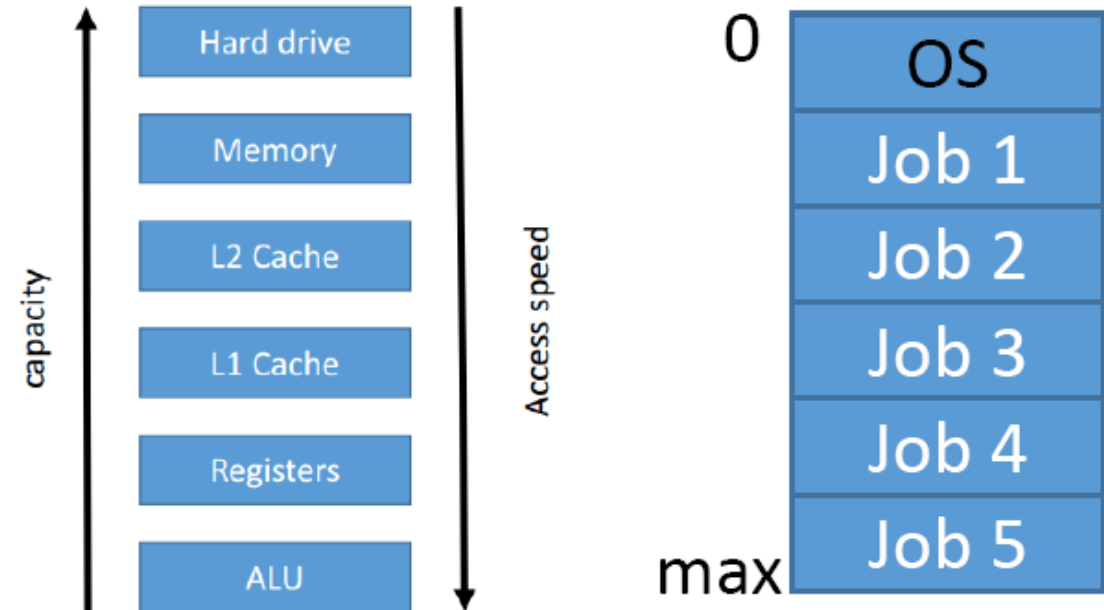 Hard drive
Memory
L2 Cache
L1 Cache
Registers
ALU
capacity
Access speed
0
OS
Job 1
Job 2
Job 3
Job 4
Job 5
max